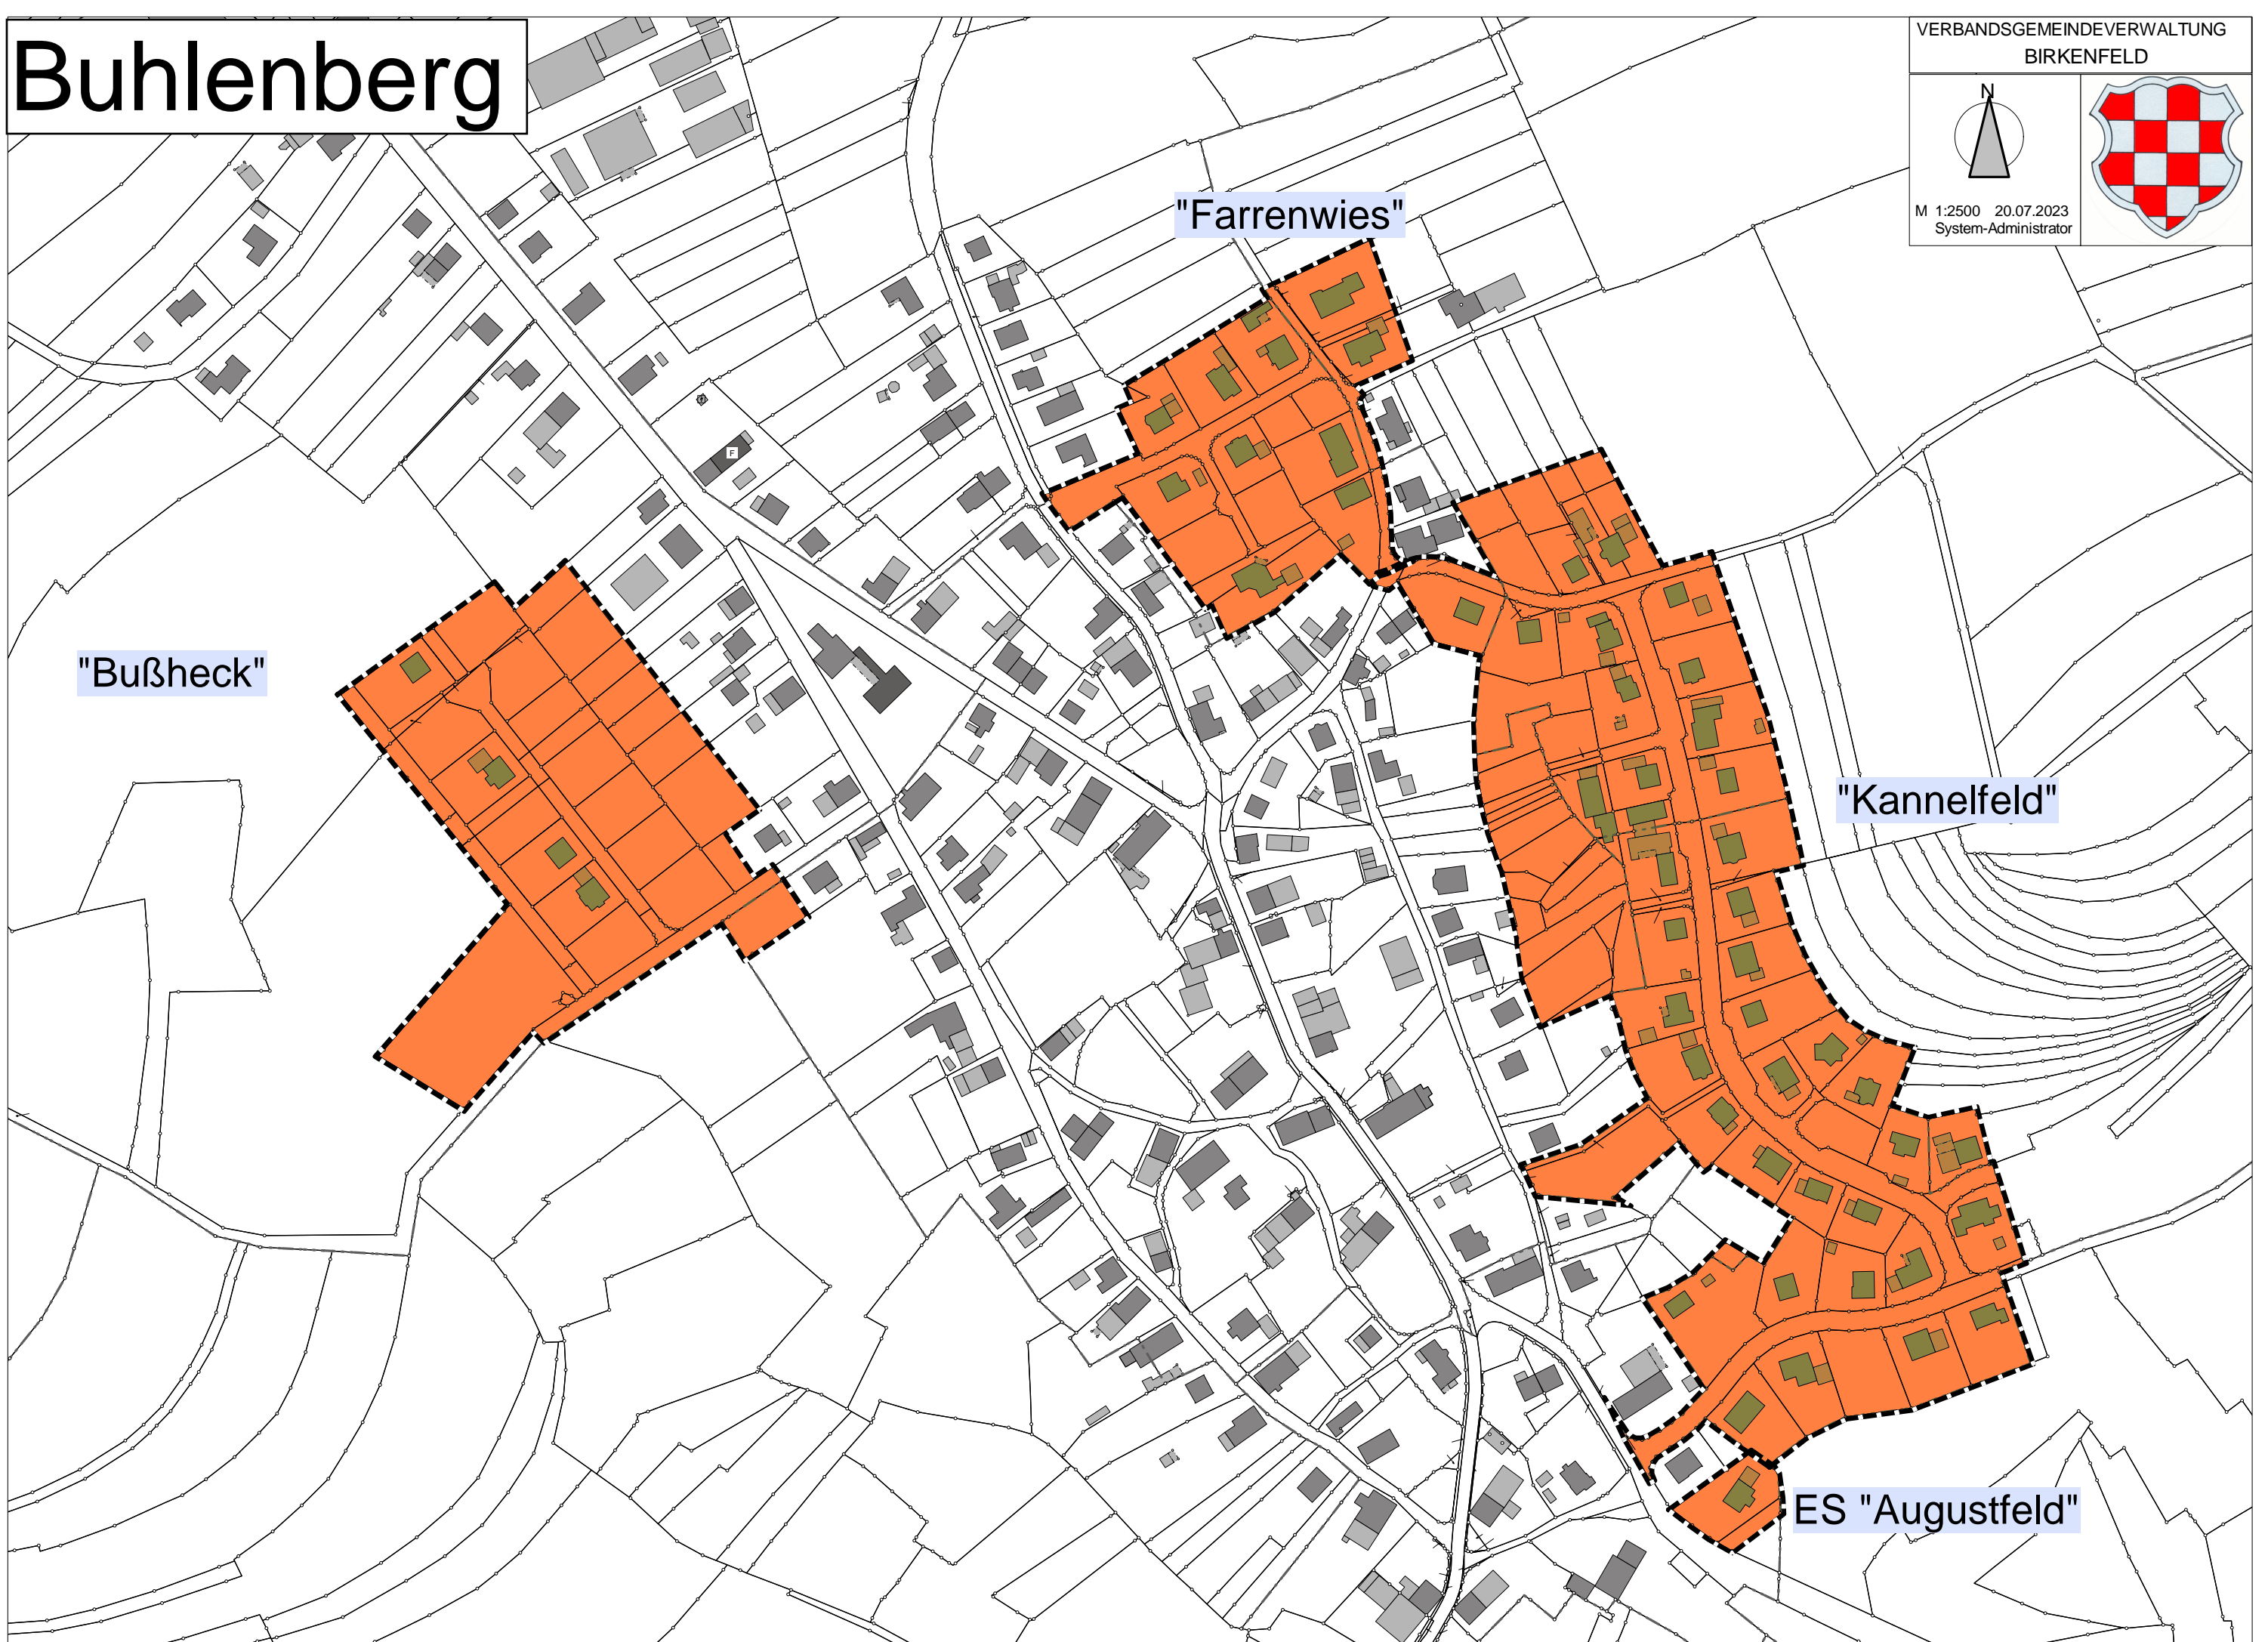 Buhlenberg
VERBANDSGEMEINDEVERWALTUNG
BIRKENFELD
N
M 1:2500 20.07.2023
System-Administrator
"Farrenwies"
F
"Bußheck"
"Kannelfeld"
ES "Augustfeld"